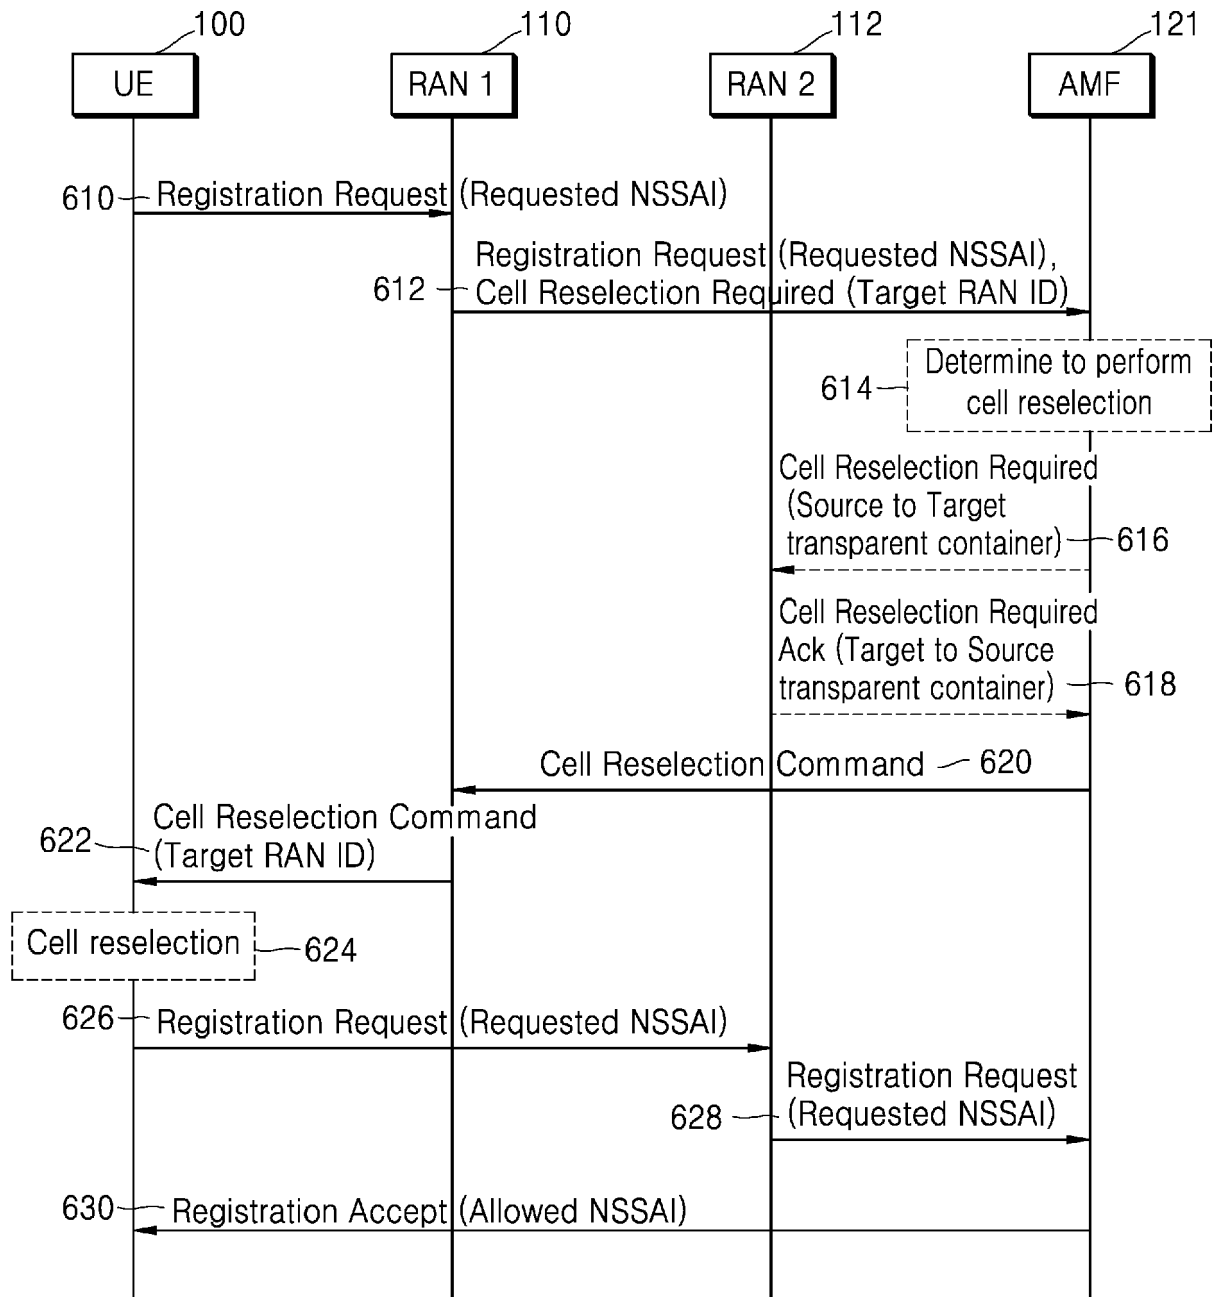 100
110
112
121
UE
RAN 1
RAN 2
AMF
610
Registration Request (Requested NSSAI)
Registration Request (Requested NSSAI),
612
Cell Reselection Required (Target RAN ID)
Determine to perform
614
cell reselection
Cell Reselection Required
(Source to Target
transparent container)
616
Cell Reselection Required
Ack (Target to Source
transparent container)
618
Cell Reselection Command
620
Cell Reselection Command
622
(Target RAN ID)
Cell reselection
624
626
Registration Request (Requested NSSAI)
Registration Request
628
(Requested NSSAI)
630
Registration Accept (Allowed NSSAI)